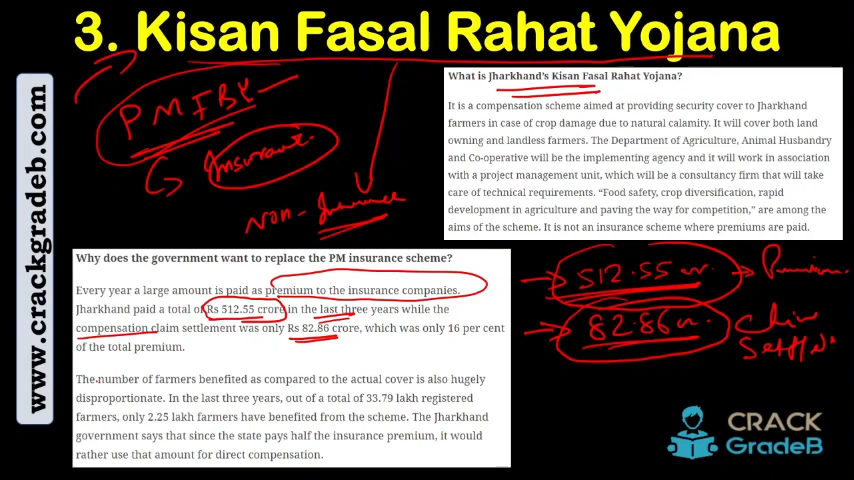 3. Kisan Fasal Rahat Yojana
www.crackgradeb.com
PMFBY
Insurance
Non-Insurance
What is Jharkhand's Kisan Fasal Rahat Yojana?
It is a compensation scheme aimed at providing security cover to Jharkhand
farmers in case of crop damage due to natural calamity. It will cover both land
owning and landless farmers. The Department of Agriculture, Animal Husbandry
and Co-operative will be the implementing agency and it will work in association
with a project management unit, which will be a consultancy firm that will take
care of technical requirements. “Food safety, crop diversification, rapid
development in agriculture and paving the way for competition,” are among the
aims of the scheme. It is not an insurance scheme where premiums are paid.
Why does the government want to replace the PM insurance scheme?
Every year a large amount is paid as premium to the insurance companies.
Jharkhand paid a total of Rs 512.55 crore in the last three years while the
compensation claim settlement was only Rs 82.86 crore, which was only 16 per cent
of the total premium.
The number of farmers benefited as compared to the actual cover is also hugely
disproportionate. In the last three years, out of a total of 33.79 lakh registered
farmers, only 2.25 lakh farmers have benefited from the scheme. The Jharkhand
government says that since the state pays half the insurance premium, it would
rather use that amount for direct compensation.
512.55 cr. Premium
82.86 cr. Claim
CRACK
GradeB